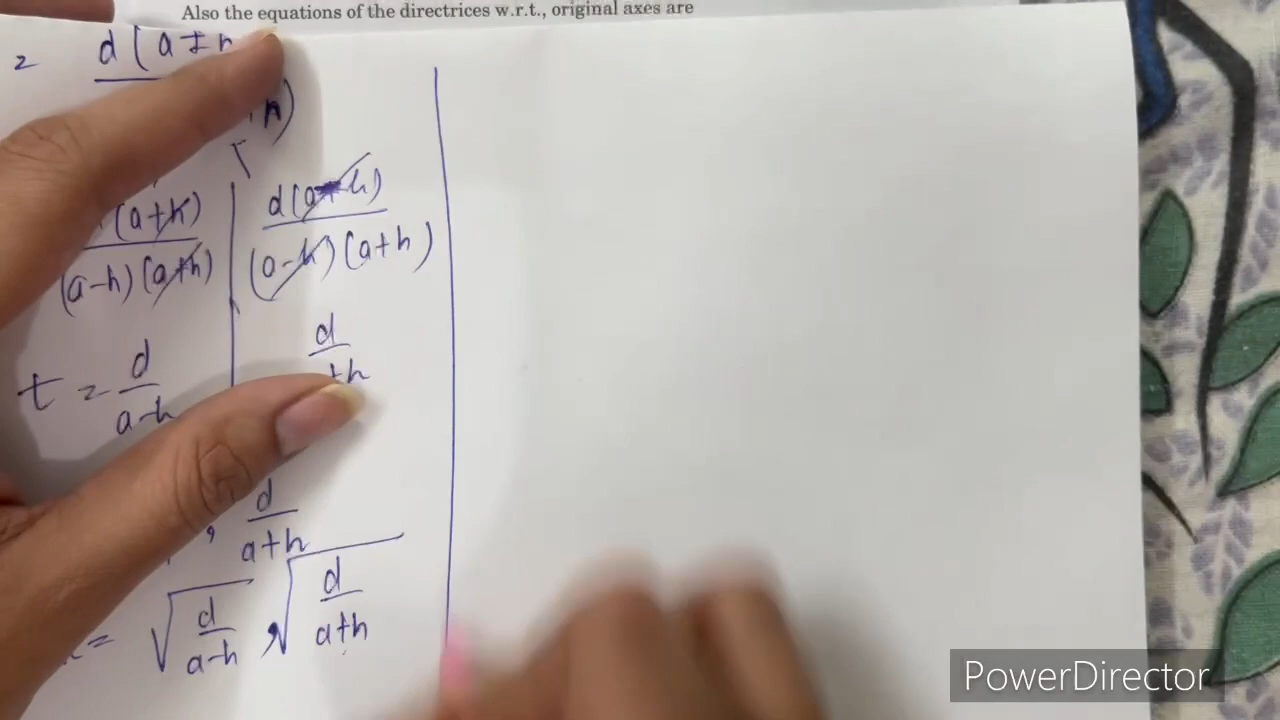 Also the equations of the directrices w.r.t., original axes are
= d(a∓h
h)
(a+h) / (a-h)(a+h)
d(a-h) / (a-h)(a+h)
t = d / a-h
d / +h
, d / a+h
= √(d / a-h) , √(d / a+h)
PowerDirector